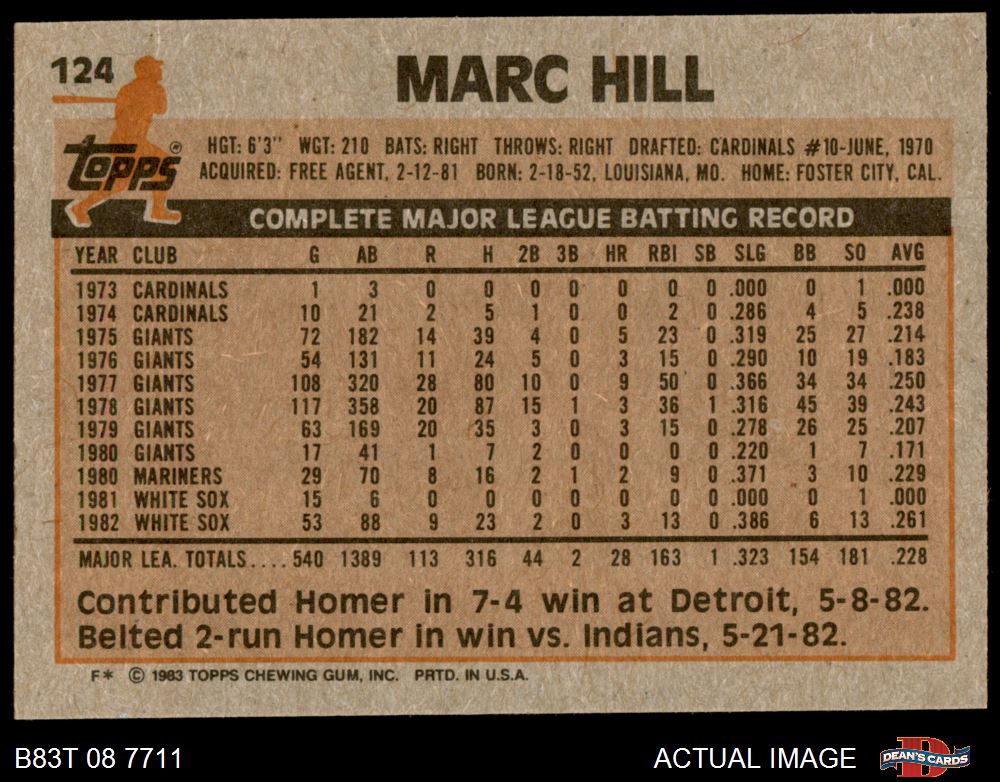 124
MARC HILL
Topps®
HGT: 6'3" WGT: 210 BATS: RIGHT THROWS: RIGHT DRAFTED: CARDINALS #10-JUNE, 1970
ACQUIRED: FREE AGENT, 2-12-81 BORN: 2-18-52, LOUISIANA, MO. HOME: FOSTER CITY, CAL.
COMPLETE MAJOR LEAGUE BATTING RECORD
YEAR CLUB G AB R H 2B 3B HR RBI SB SLG BB SO AVG
1973 CARDINALS 1 3 0 0 0 0 0 0 0 .000 0 1 .000
1974 CARDINALS 10 21 2 5 1 0 0 2 0 .286 4 5 .238
1975 GIANTS 72 182 14 39 4 0 5 23 0 .319 25 27 .214
1976 GIANTS 54 131 11 24 5 0 3 15 0 .290 10 19 .183
1977 GIANTS 108 320 28 80 10 0 9 50 0 .366 34 34 .250
1978 GIANTS 117 358 20 87 15 1 3 36 1 .316 45 39 .243
1979 GIANTS 63 169 20 35 3 0 3 15 0 .278 26 25 .207
1980 GIANTS 17 41 1 7 2 0 0 0 0 .220 1 7 .171
1980 MARINERS 29 70 8 16 2 1 2 9 0 .371 3 10 .229
1981 WHITE SOX 15 6 0 0 0 0 0 0 0 .000 0 1 .000
1982 WHITE SOX 53 88 9 23 2 0 3 13 0 .386 6 13 .261
MAJOR LEA. TOTALS....540 1389 113 316 44 2 28 163 1 .323 154 181 .228
Contributed Homer in 7-4 win at Detroit, 5-8-82.
Belted 2-run Homer in win vs. Indians, 5-21-82.
F* © 1983 TOPPS CHEWING GUM, INC. PRTD. IN U.S.A.
B83T 08 7711 ACTUAL IMAGE DEAN'S CARDS